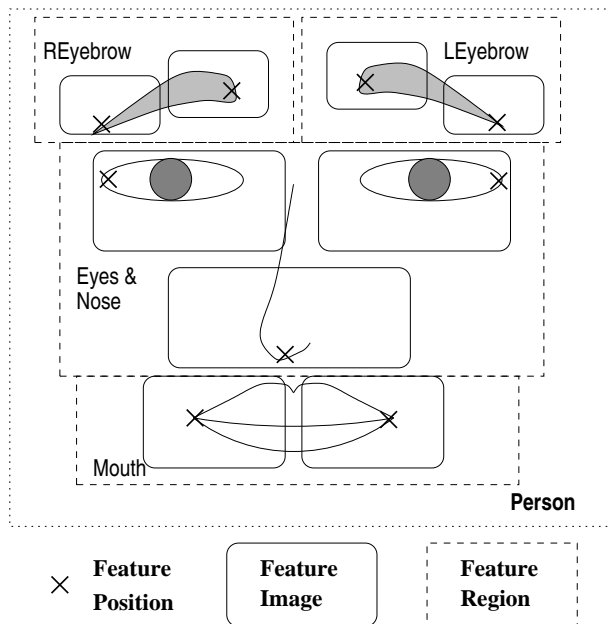 REyebrow
LEyebrow
Eyes &
Nose
Mouth
Person
Feature
Position
Feature
Image
Feature
Region